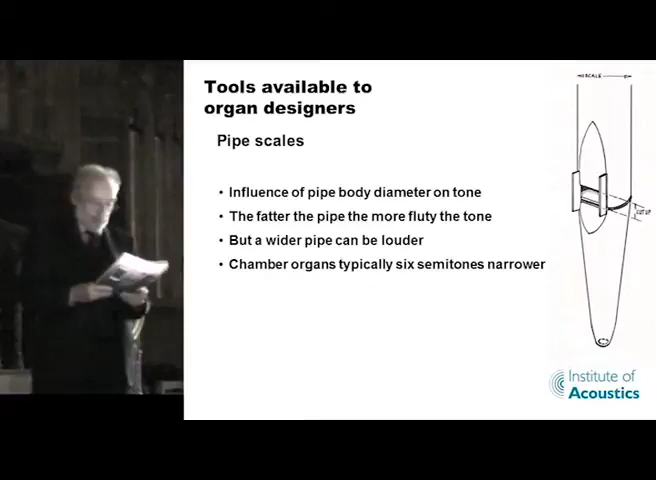 Tools available to
organ designers
Pipe scales
• Influence of pipe body diameter on tone
• The fatter the pipe the more fluty the tone
• But a wider pipe can be louder
• Chamber organs typically six semitones narrower
SCALE
CUT UP
Institute of
Acoustics